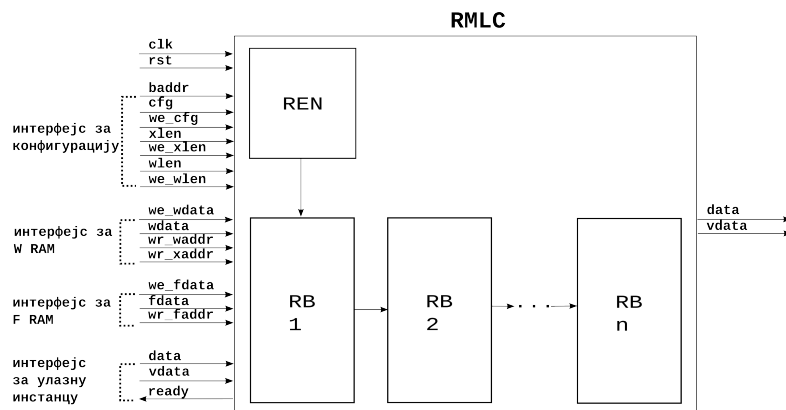 RMLC
clk
rst
REN
интерфејс за
конфигурацију
baddr
cfg
we_cfg
xlen
we_xlen
wlen
we_wlen
интерфејс за
W RAM
we_wdata
wdata
wr_waddr
wr_xaddr
интерфејс за
F RAM
we_fdata
fdata
wr_faddr
интерфејс
за улазну
инстанцу
data
vdata
ready
RB
1
RB
2
...
RB
n
data
vdata